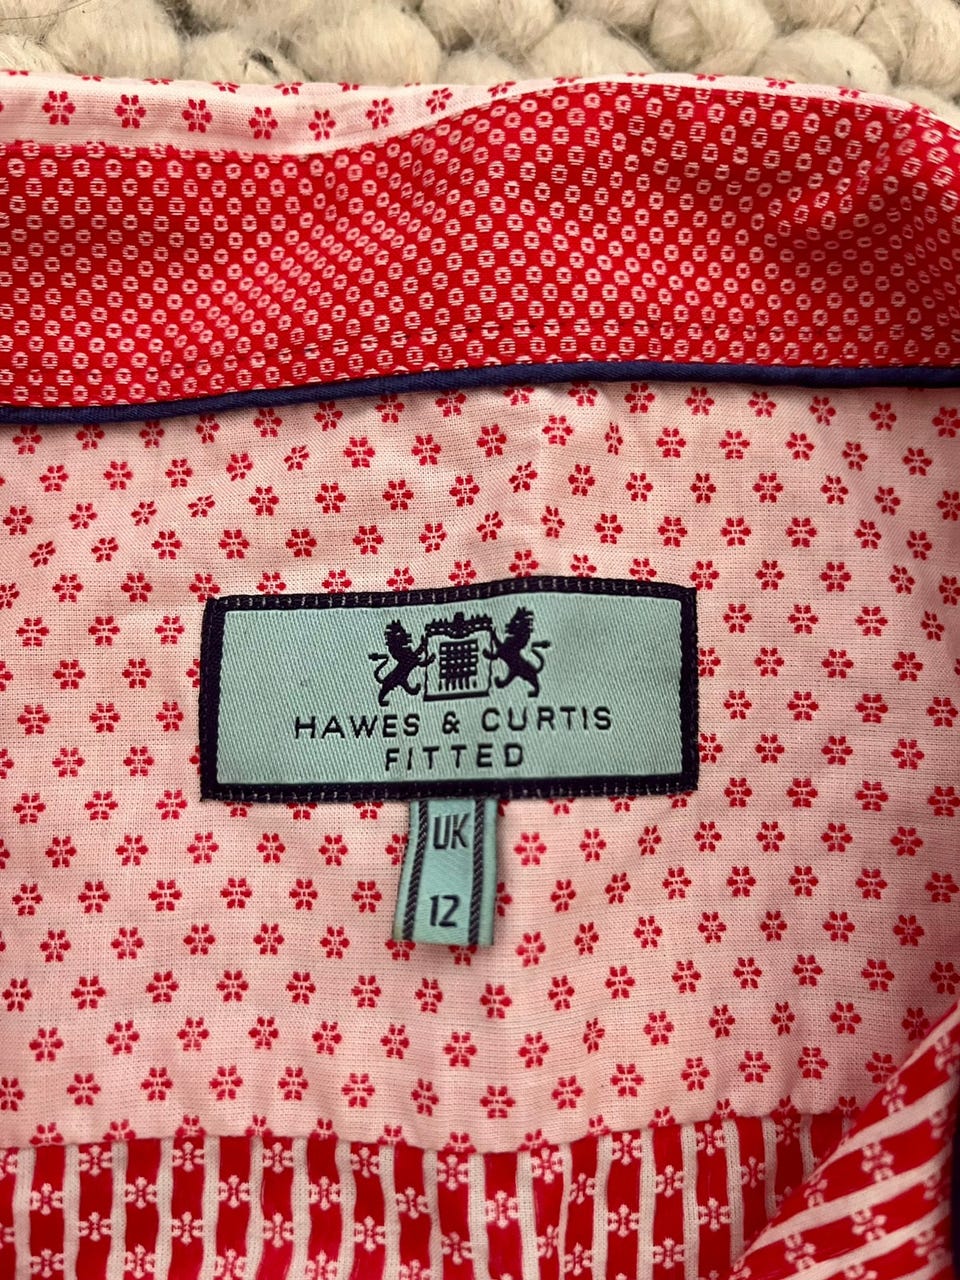 HAWES & CURTIS
FITTED
UK
12